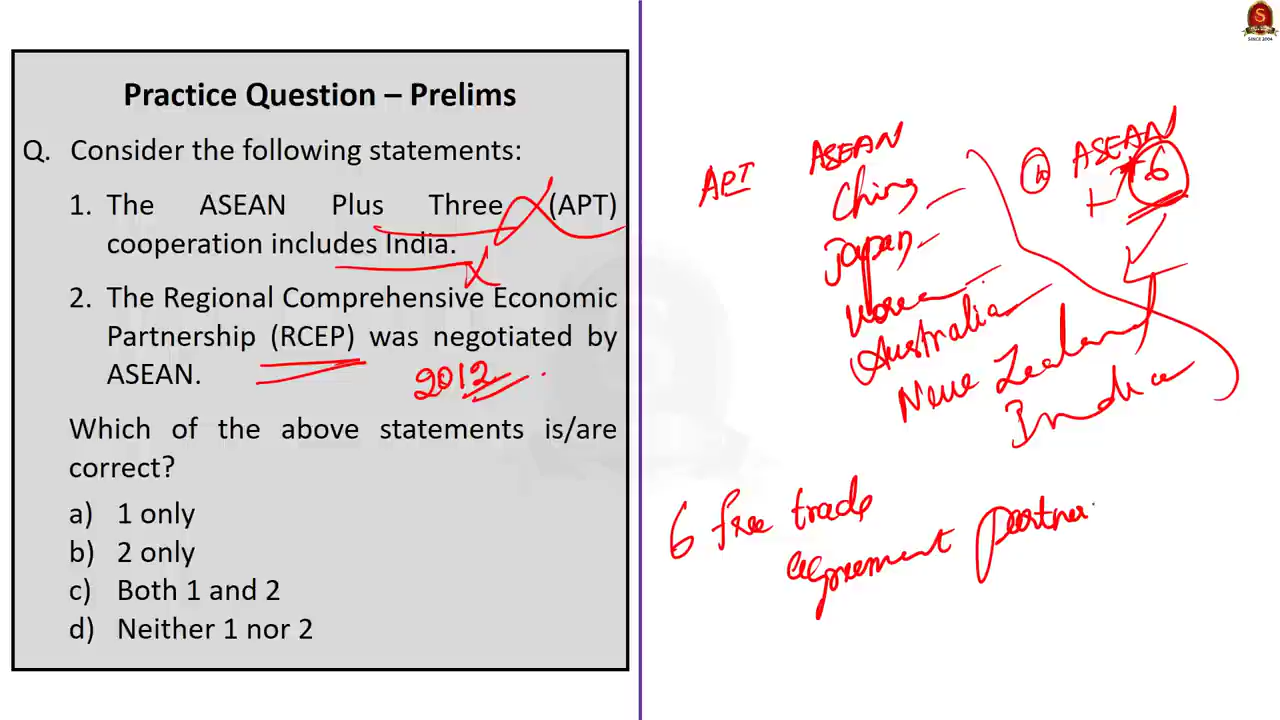 Practice Question – Prelims
Q. Consider the following statements:
1. The ASEAN Plus Three (APT)
cooperation includes India.
2. The Regional Comprehensive Economic
Partnership (RCEP) was negotiated by
ASEAN.
2012
Which of the above statements is/are
correct?
a) 1 only
b) 2 only
c) Both 1 and 2
d) Neither 1 nor 2
APT
ASEAN
China
Japan
Korea
Australia
New Zealand
India
ASEAN
+ 6
6 free trade
agreement partner
S
SINCE 2004